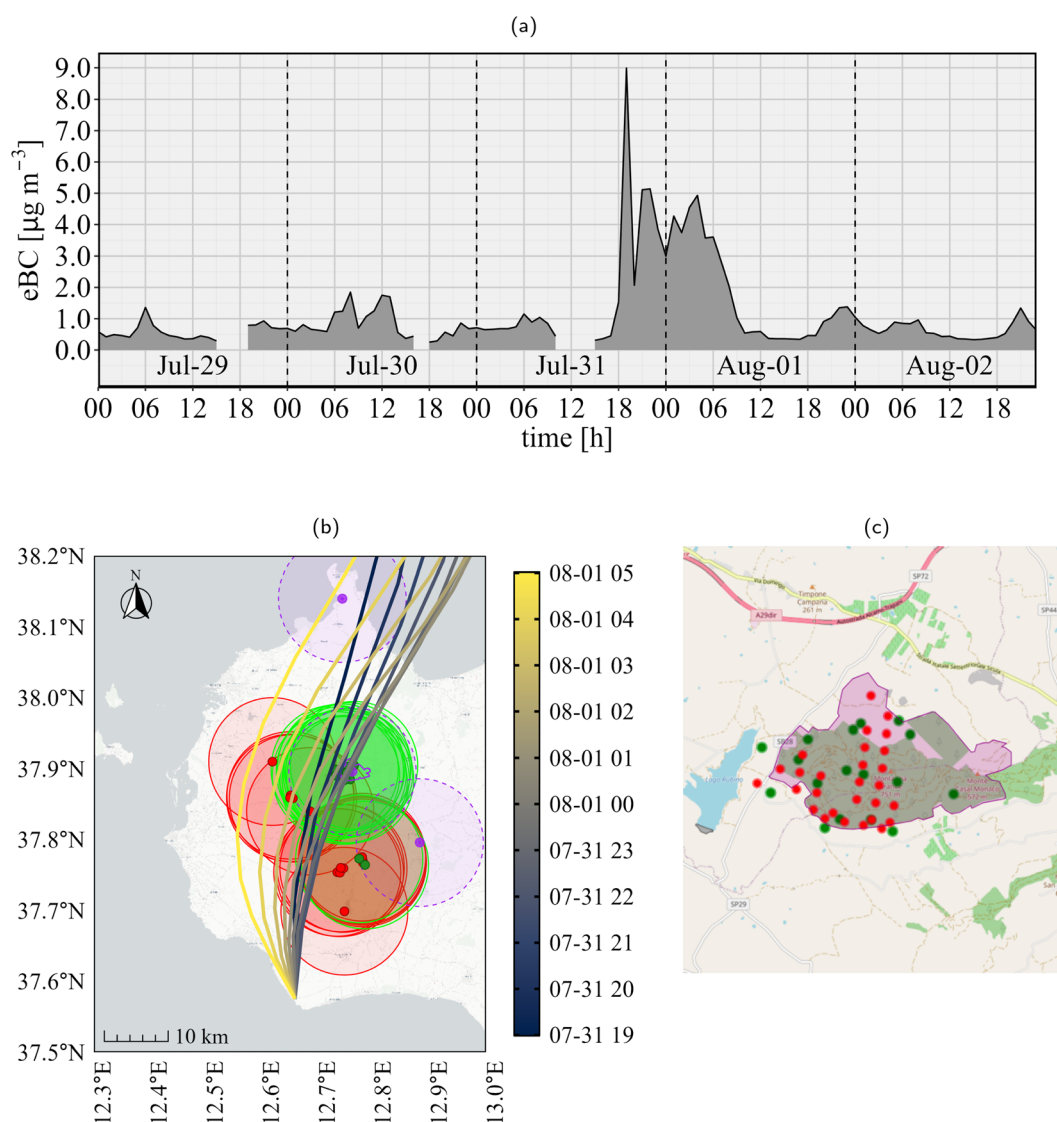 (a)
eBC [µg m⁻³]
9.0
8.0
7.0
6.0
5.0
4.0
3.0
2.0
1.0
0.0
Jul-29 Jul-30 Jul-31 Aug-01 Aug-02
00 06 12 18 00 06 12 18 00 06 12 18 00 06 12 18 00 06 12 18
time [h]
(b)
38.2°N
38.1°N
38.0°N
37.9°N
37.8°N
37.7°N
37.6°N
37.5°N
N
10 km
12.3°E 12.4°E 12.5°E 12.6°E 12.7°E 12.8°E 12.9°E 13.0°E
08-01 05
08-01 04
08-01 03
08-01 02
08-01 01
08-01 00
07-31 23
07-31 22
07-31 21
07-31 20
07-31 19
(c)
SP72
Via Domingo
Timpone
Campana
261 m
A29dir
SP44
SP28
Lago Rubino
SP29